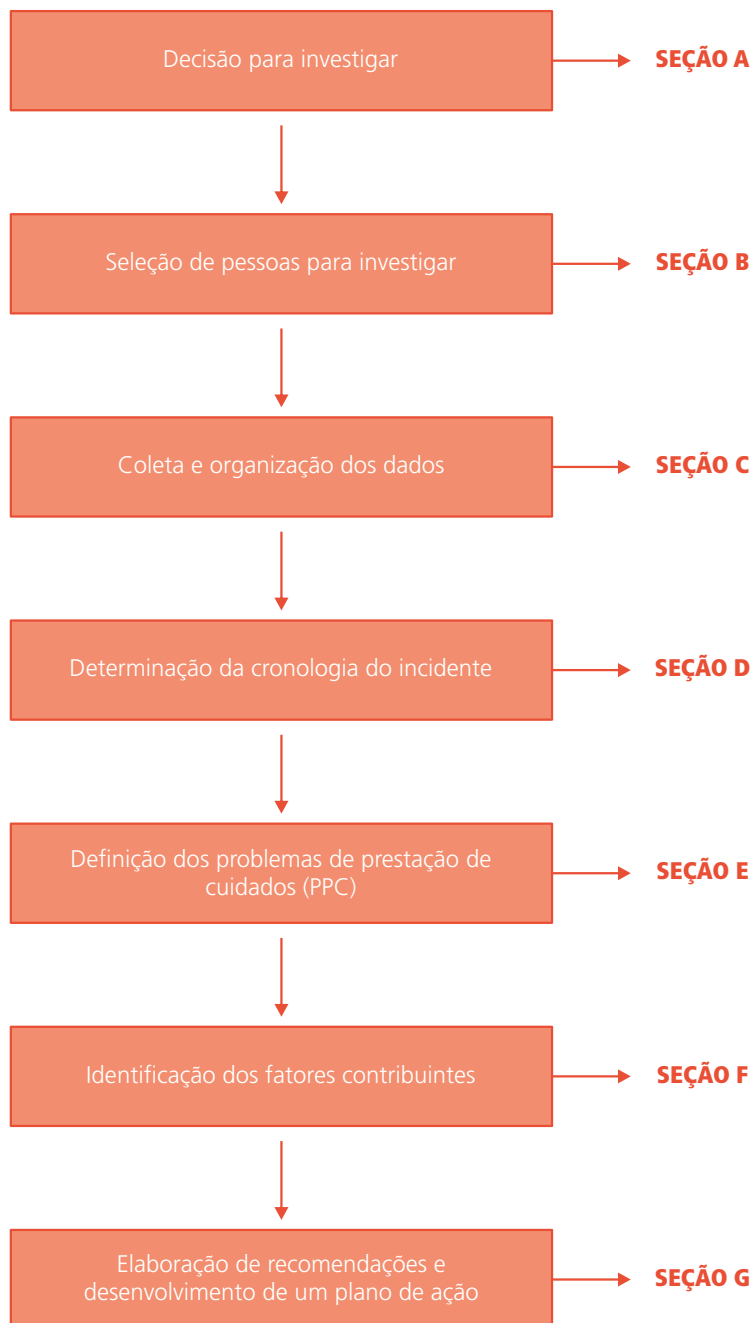 Decisão para investigar
SEÇÃO A
Seleção de pessoas para investigar
SEÇÃO B
Coleta e organização dos dados
SEÇÃO C
Determinação da cronologia do incidente
SEÇÃO D
Definição dos problemas de prestação de
cuidados (PPC)
SEÇÃO E
Identificação dos fatores contribuintes
SEÇÃO F
Elaboração de recomendações e
desenvolvimento de um plano de ação
SEÇÃO G